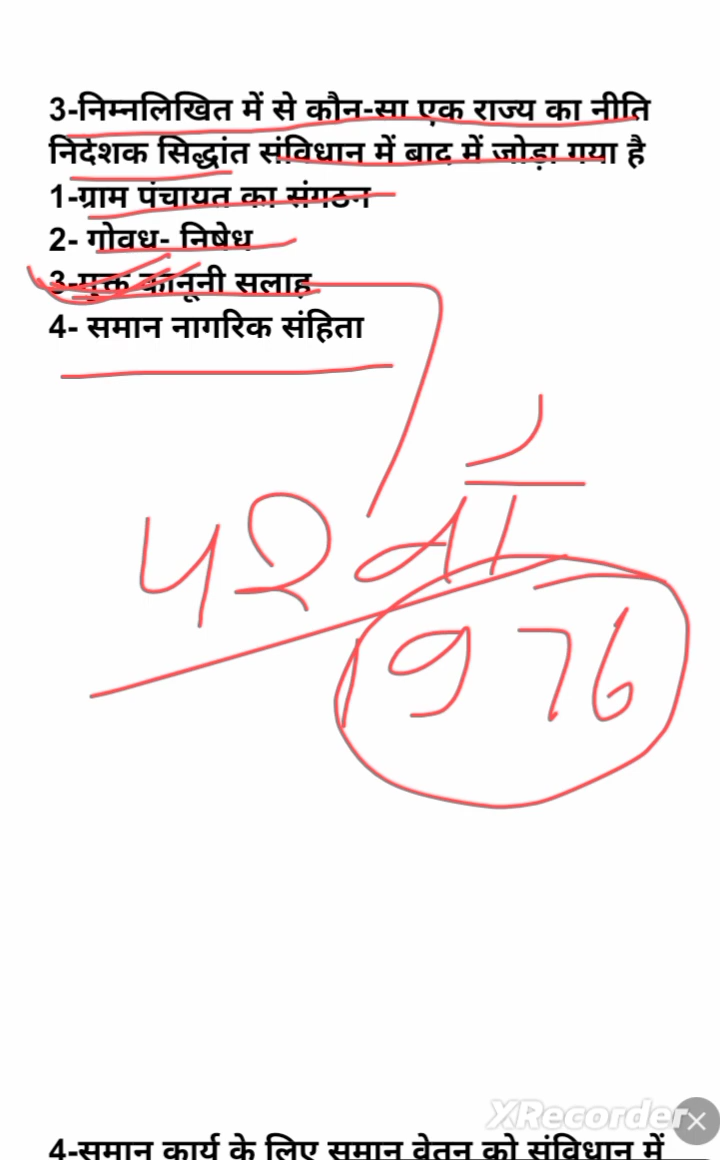 3-निम्नलिखित में से कौन-सा एक राज्य का नीति
निदेशक सिद्धांत संविधान में बाद में जोड़ा गया है
1-ग्राम पंचायत का संगठन
2- गोवध- निषेध
3-मुक्त कानूनी सलाह
4- समान नागरिक संहिता
42 वां
1976
XRecorder
4-समान कार्य के लिए समान वेतन को संविधान में